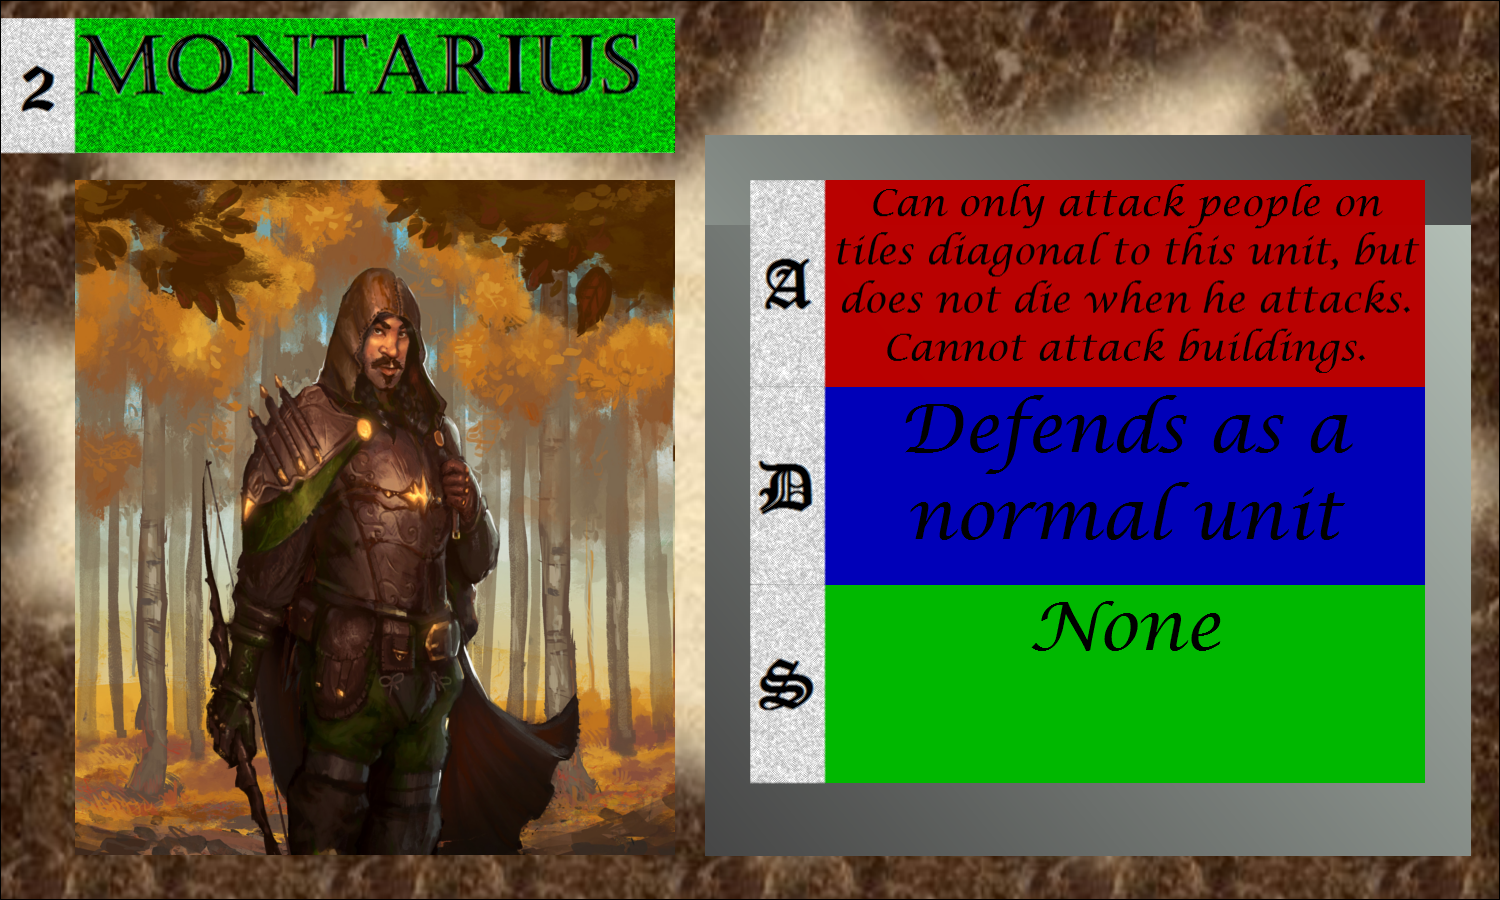 2
MONTARIUS
A
Can only attack people on
tiles diagonal to this unit, but
does not die when he attacks.
Cannot attack buildings.
D
Defends as a
normal unit
S
None